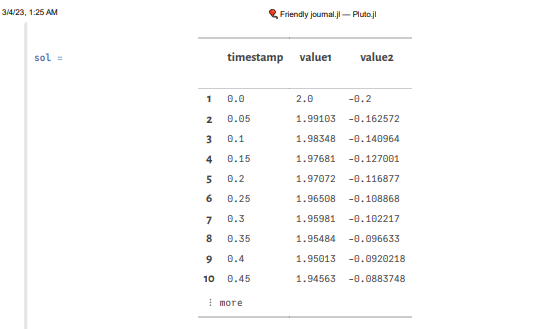 3/4/23, 1:25 AM
🎈 Friendly journal.jl — Pluto.jl
sol =
timestamp value1 value2
1 0.0 2.0 -0.2
2 0.05 1.99103 -0.162572
3 0.1 1.98348 -0.140964
4 0.15 1.97681 -0.127001
5 0.2 1.97072 -0.116877
6 0.25 1.96508 -0.108868
7 0.3 1.95981 -0.102217
8 0.35 1.95484 -0.096633
9 0.4 1.95013 -0.0920218
10 0.45 1.94563 -0.0883748
⋮ more